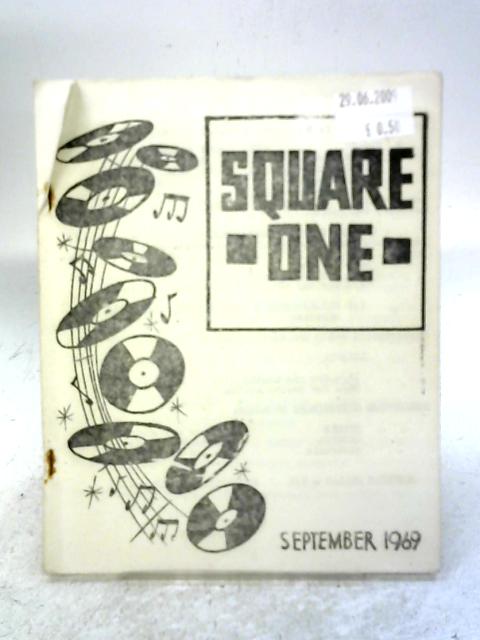 29.06.2009
£ 0.50
SQUARE
ONE
SEPTEMBER 1969